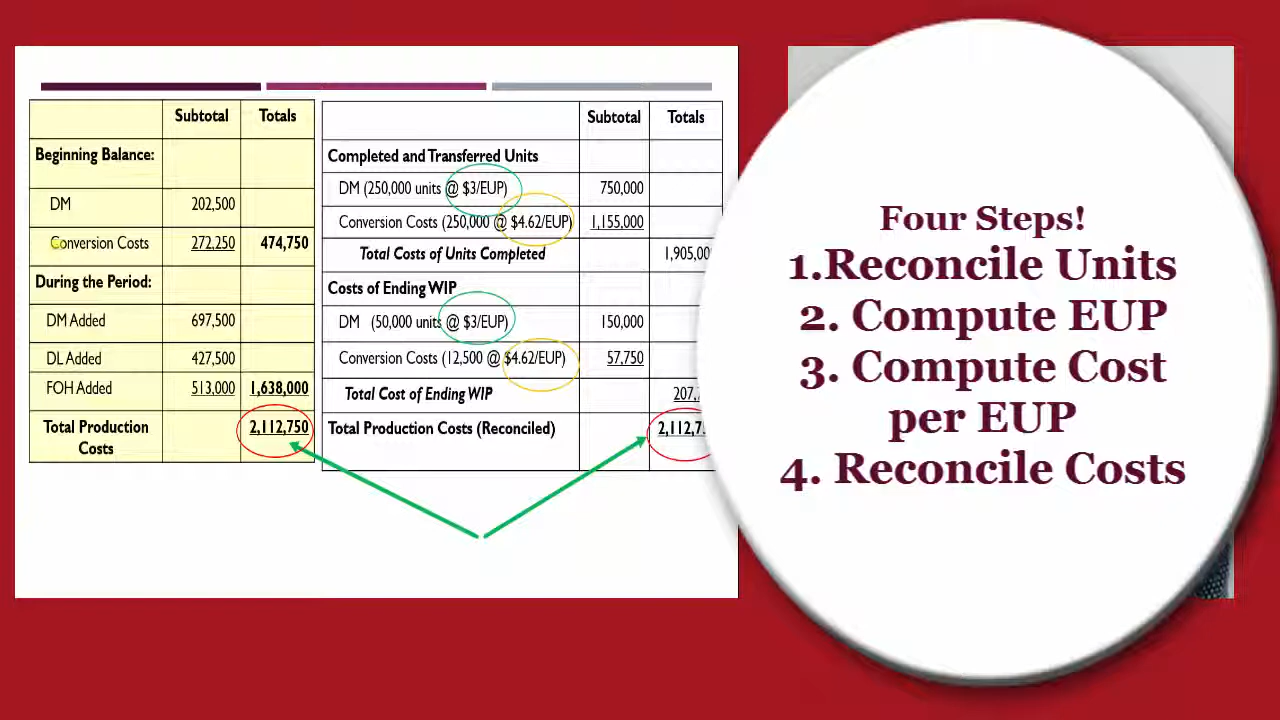 Subtotal Totals
Beginning Balance:
DM 202,500
Conversion Costs 272,250 474,750
During the Period:
DM Added 697,500
DL Added 427,500
FOH Added 513,000 1,638,000
Total Production 2,112,750
Costs
Subtotal Totals
Completed and Transferred Units
DM (250,000 units @ $3/EUP) 750,000
Conversion Costs (250,000 @ $4.62/EUP) 1,155,000
Total Costs of Units Completed
Costs of Ending WIP
DM (50,000 units @ $3/EUP) 150,000
Conversion Costs (12,500 @ $4.62/EUP) 57,750
Total Cost of Ending WIP
Total Production Costs (Reconciled)
Four Steps!
1.Reconcile Units
2. Compute EUP
3. Compute Cost
per EUP
4. Reconcile Costs